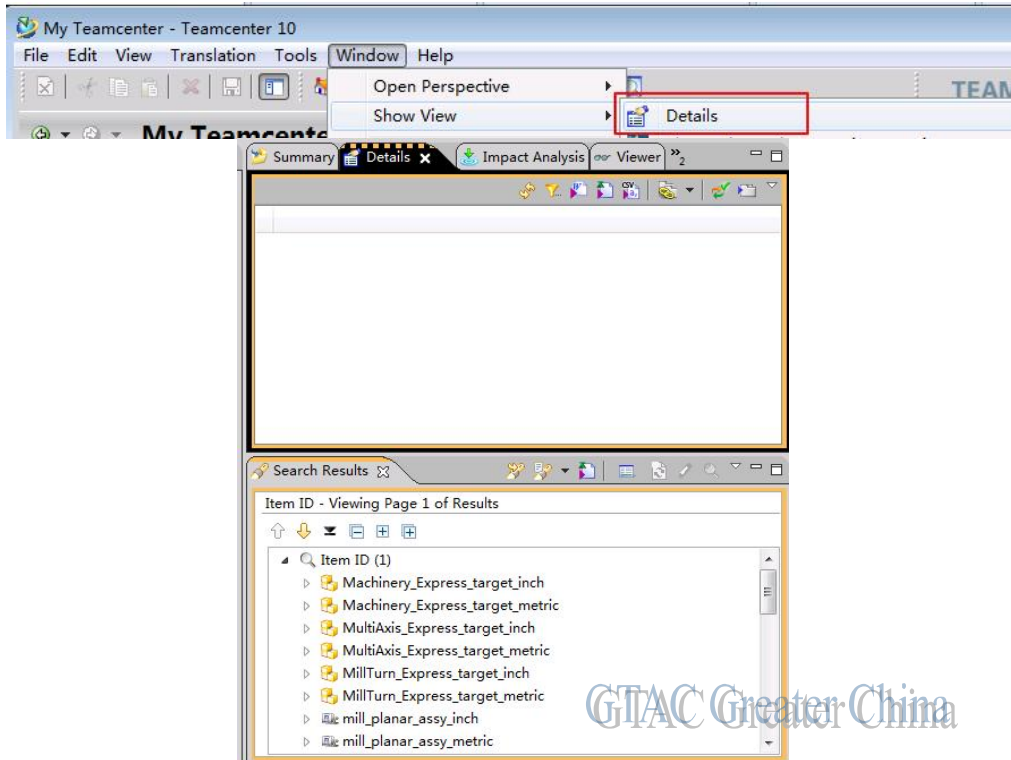 My Teamcenter - Teamcenter 10
File Edit View Translation Tools Window Help
Open Perspective
TEAM
Show View
Details
My Teamcente
Summary Details Impact Analysis Viewer »2
CSV
Search Results
Item ID - Viewing Page 1 of Results
Item ID (1)
Machinery_Express_target_inch
Machinery_Express_target_metric
MultiAxis_Express_target_inch
MultiAxis_Express_target_metric
MillTurn_Express_target_inch
MillTurn_Express_target_metric
mill_planar_assy_inch
mill_planar_assy_metric
GTAC Greater China